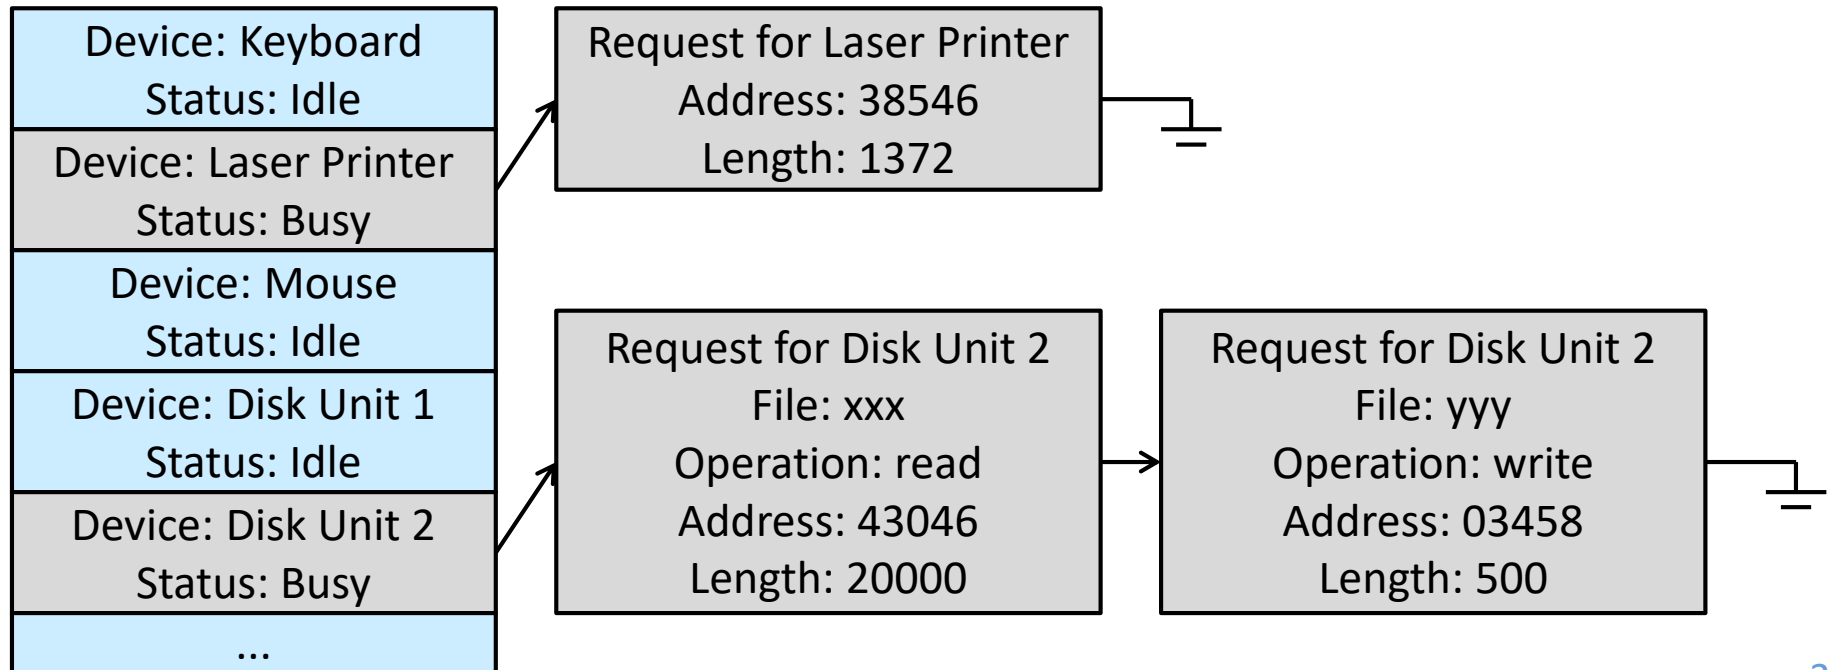 Device: Keyboard
Status: Idle
Device: Laser Printer
Status: Busy
Device: Mouse
Status: Idle
Device: Disk Unit 1
Status: Idle
Device: Disk Unit 2
Status: Busy
...
Request for Laser Printer
Address: 38546
Length: 1372
Request for Disk Unit 2
File: xxx
Operation: read
Address: 43046
Length: 20000
Request for Disk Unit 2
File: yyy
Operation: write
Address: 03458
Length: 500